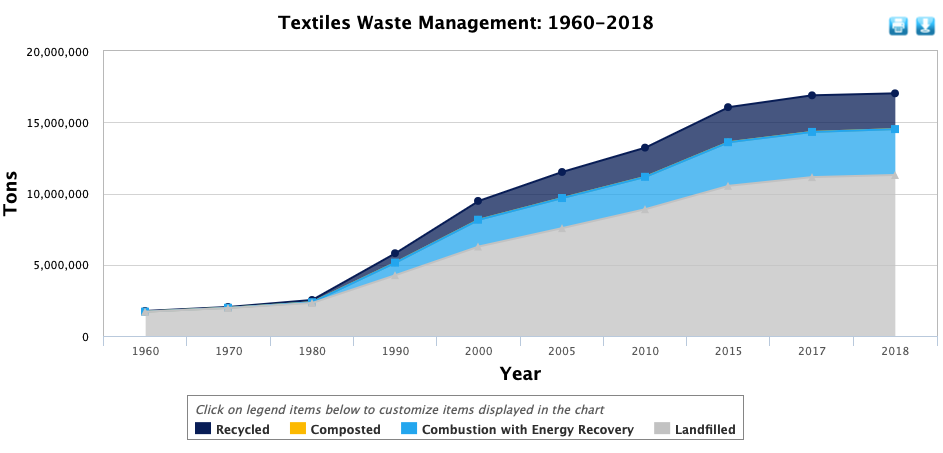 Textiles Waste Management: 1960–2018
20,000,000
15,000,000
10,000,000
5,000,000
0
Tons
1960 1970 1980 1990 2000 2005 2010 2015 2017 2018
Year
Click on legend items below to customize items displayed in the chart
Recycled Composted Combustion with Energy Recovery Landfilled